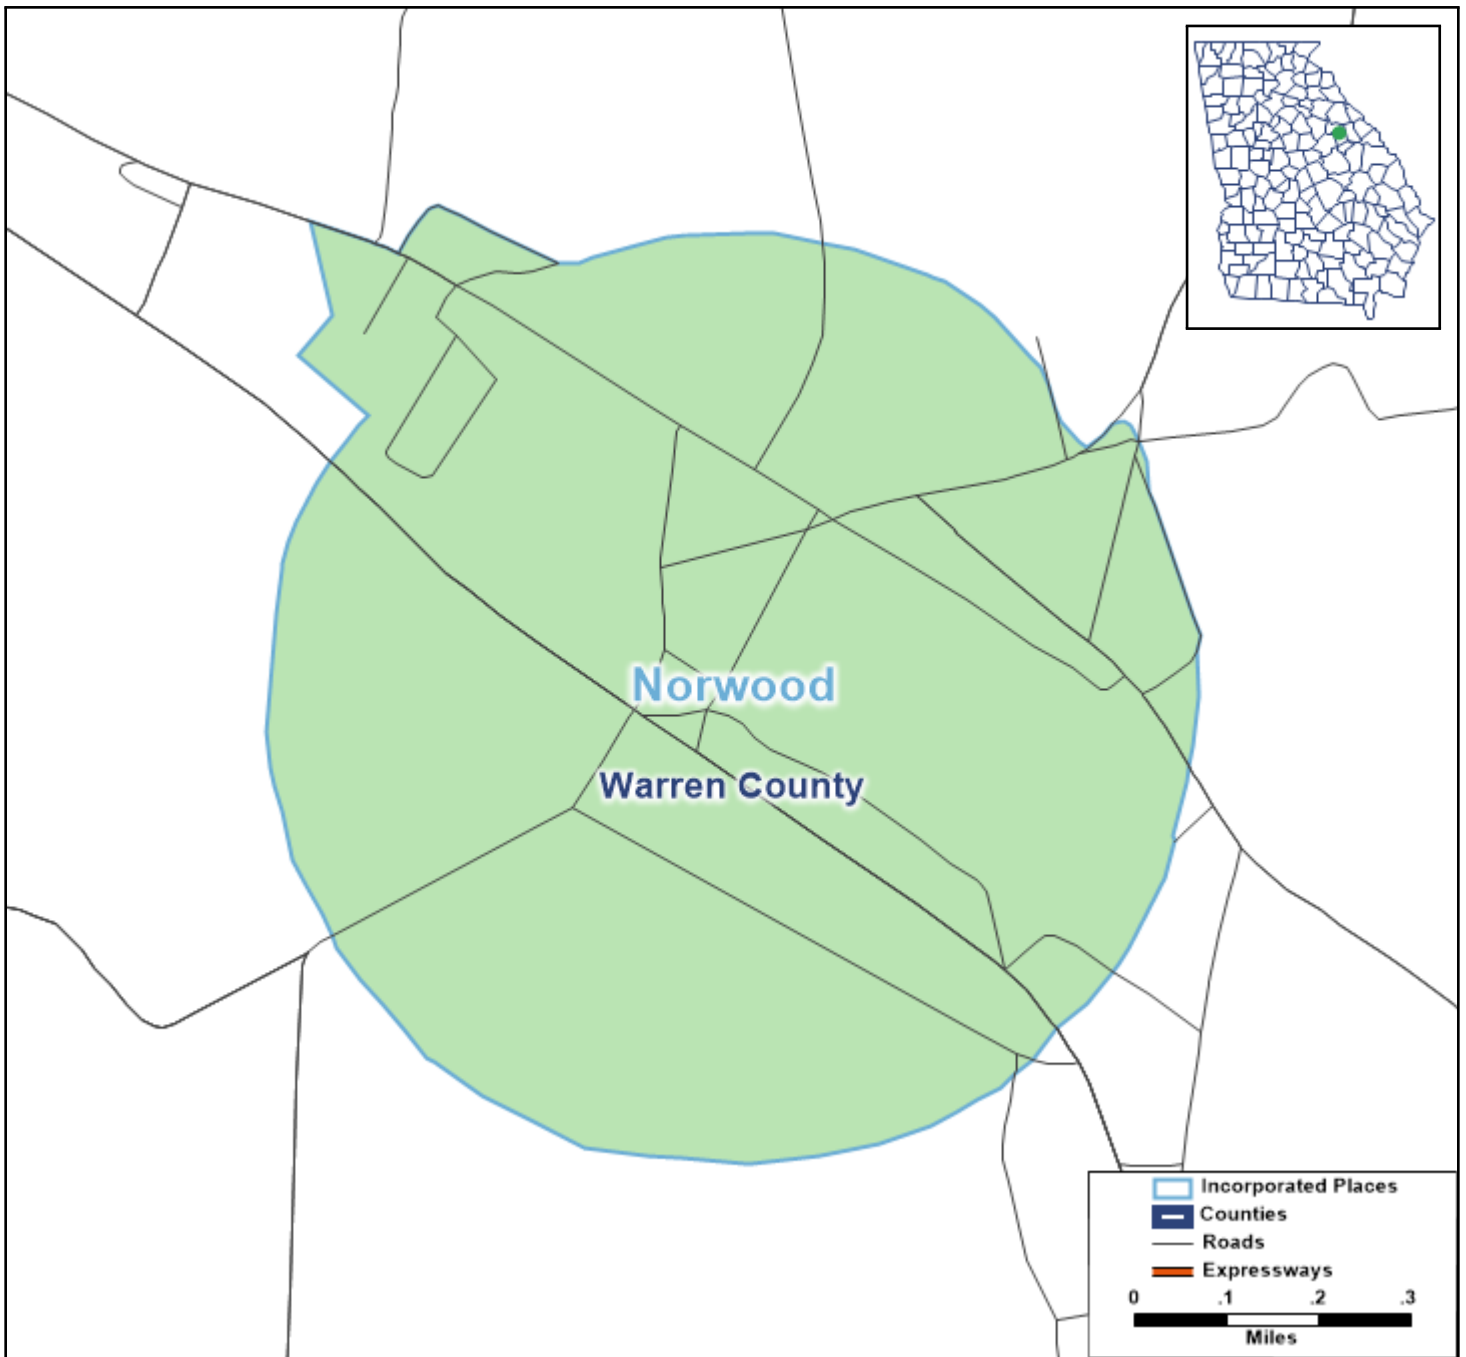 Norwood
Warren County
Incorporated Places
Counties
Roads
Expressways
0 .1 .2 .3
Miles